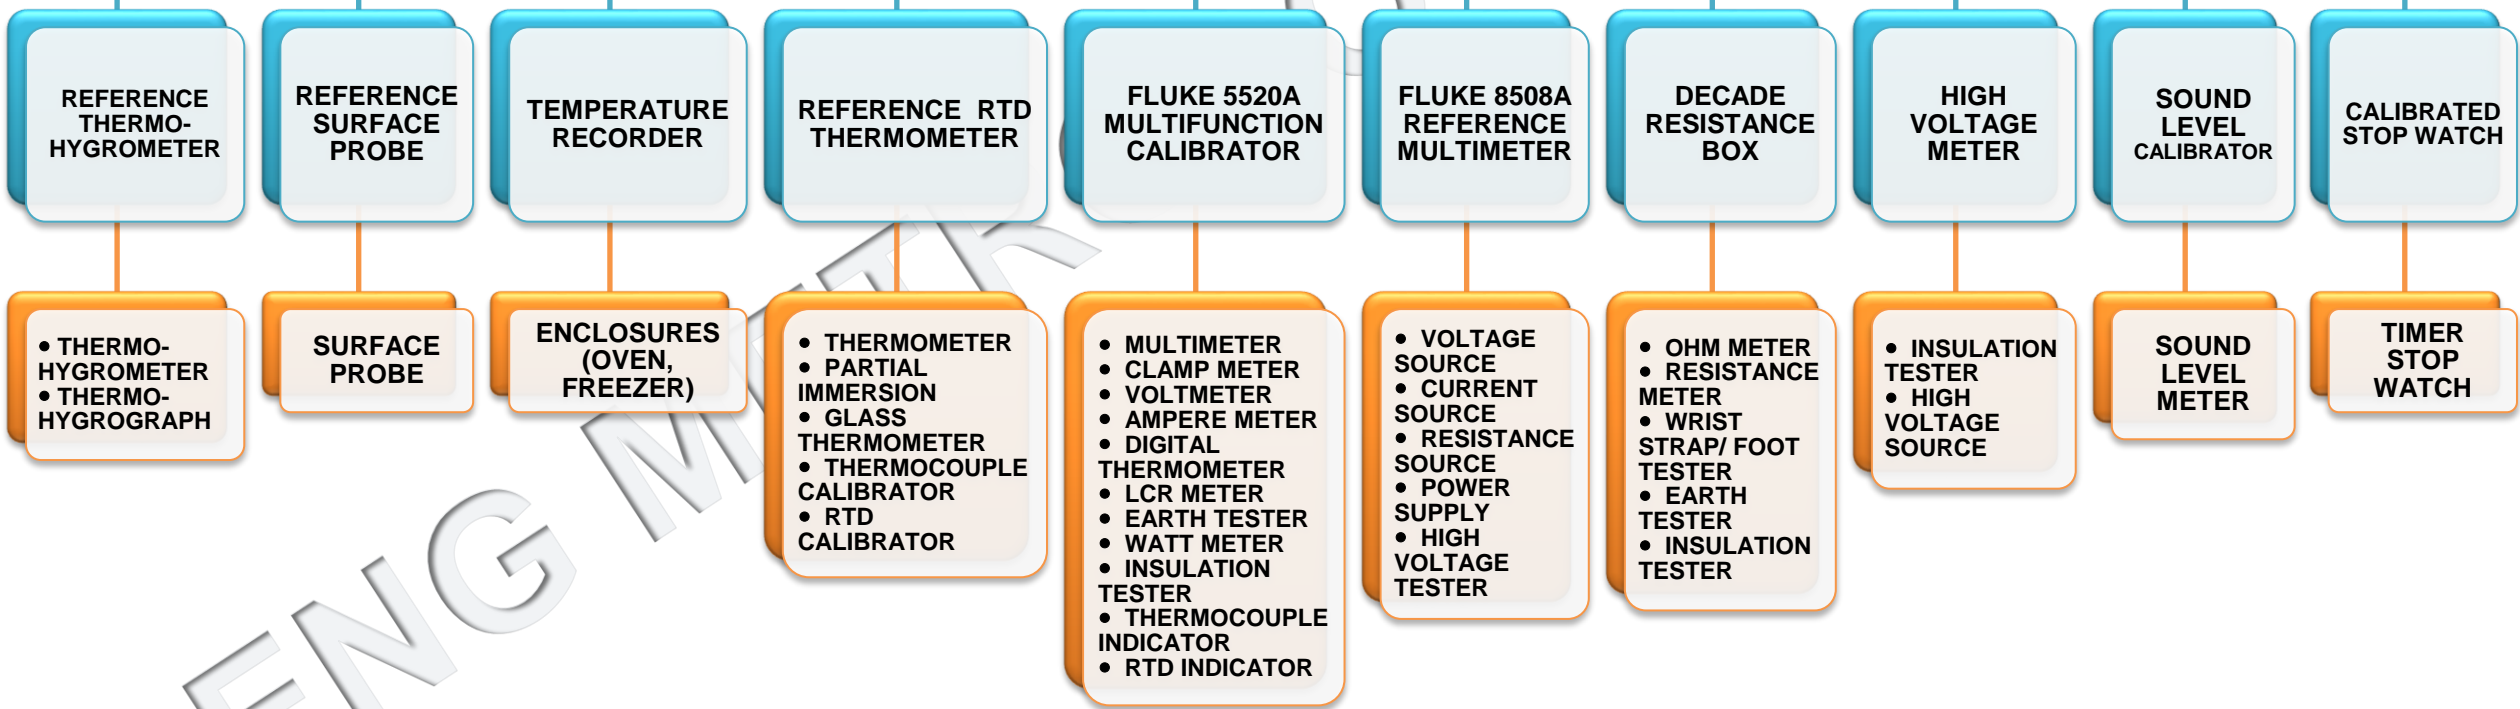 REFERENCE
THERMO-
HYGROMETER
REFERENCE
SURFACE
PROBE
TEMPERATURE
RECORDER
REFERENCE RTD
THERMOMETER
FLUKE 5520A
MULTIFUNCTION
CALIBRATOR
FLUKE 8508A
REFERENCE
MULTIMETER
DECADE
RESISTANCE
BOX
HIGH
VOLTAGE
METER
SOUND
LEVEL
CALIBRATOR
CALIBRATED
STOP WATCH
• THERMO-
HYGROMETER
• THERMO-
HYGROGRAPH
SURFACE
PROBE
ENCLOSURES
(OVEN,
FREEZER)
• THERMOMETER
• PARTIAL
IMMERSION
• GLASS
THERMOMETER
• THERMOCOUPLE
CALIBRATOR
• RTD
CALIBRATOR
• MULTIMETER
• CLAMP METER
• VOLTMETER
• AMPERE METER
• DIGITAL
THERMOMETER
• LCR METER
• EARTH TESTER
• WATT METER
• INSULATION
TESTER
• THERMOCOUPLE
INDICATOR
• RTD INDICATOR
• VOLTAGE
SOURCE
• CURRENT
SOURCE
• RESISTANCE
SOURCE
• POWER
SUPPLY
• HIGH
VOLTAGE
TESTER
• OHM METER
• RESISTANCE
METER
• WRIST
STRAP/ FOOT
TESTER
• EARTH
TESTER
• INSULATION
TESTER
• INSULATION
TESTER
• HIGH
VOLTAGE
SOURCE
SOUND
LEVEL
METER
TIMER
STOP
WATCH